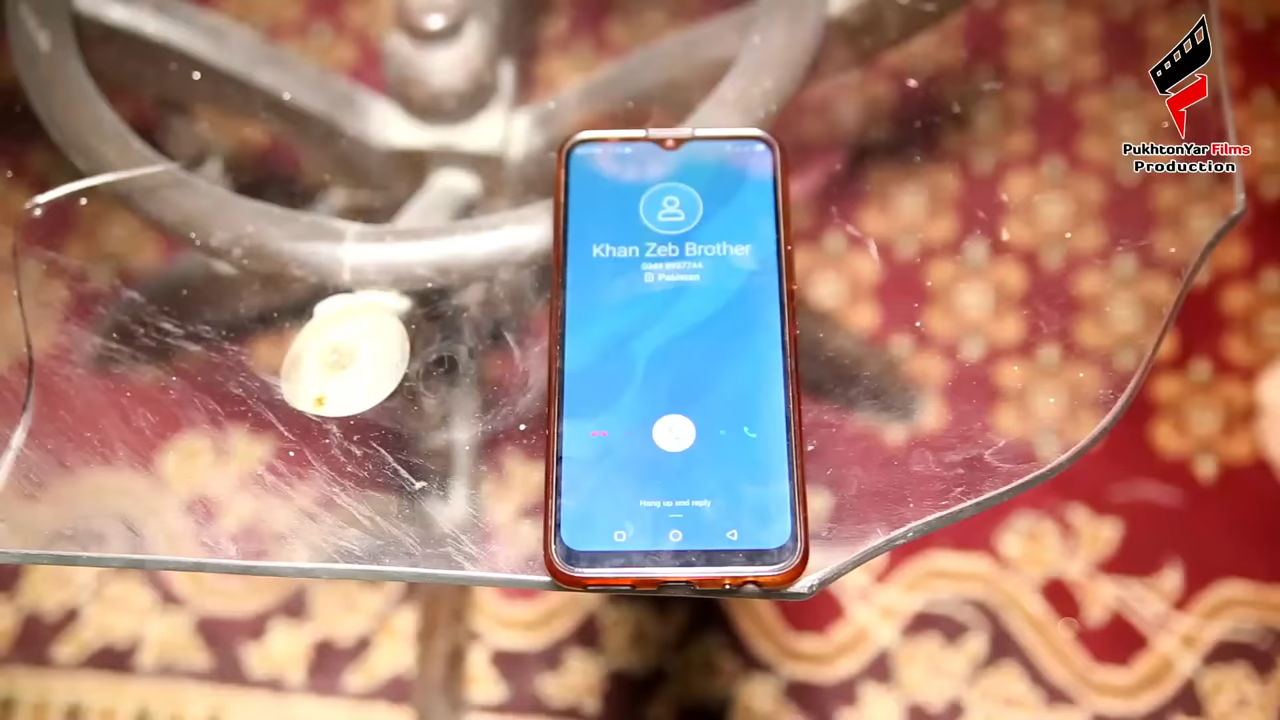 PukhtonYar Films
Production
Khan Zeb Brother
Pakistan
Hang up and reply